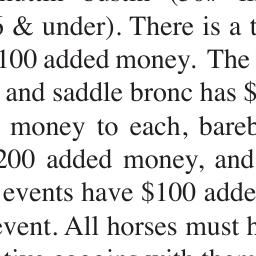 & under). There is a
100 added money. The
and saddle bronc has $
money to each, bareb
200 added money, and
events have $100 adde
event. All horses must h